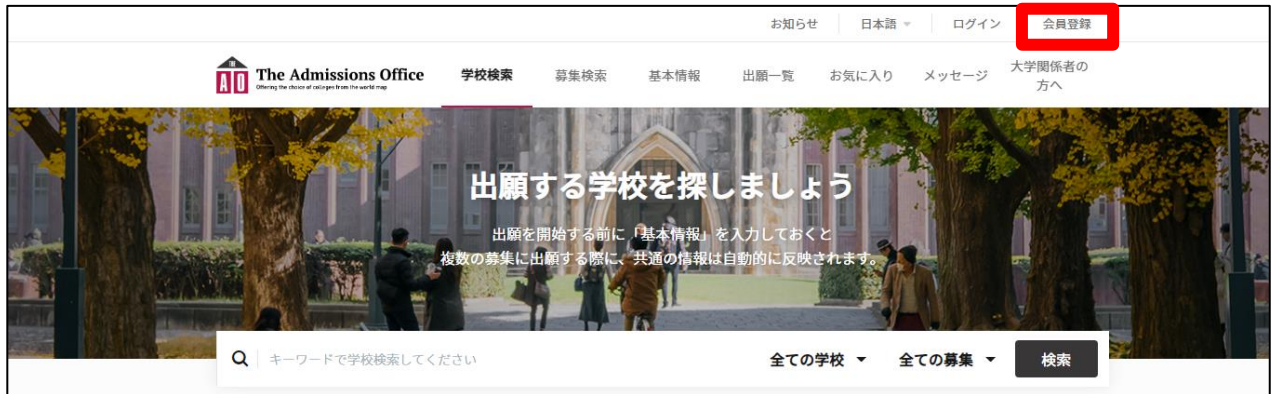 お知らせ 日本語 ログイン 会員登録
THE
AO The Admissions Office 学校検索 募集検索 基本情報 出願一覧 お気に入り メッセージ 大学関係者の
方へ
Offering the choice of colleges from the world map
出願する学校を探しましょう
出願を開始する前に「基本情報」を入力しておくと
複数の募集に出願する際に、共通の情報は自動的に反映されます。
キーワードで学校検索してください 全ての学校 全ての募集 検索